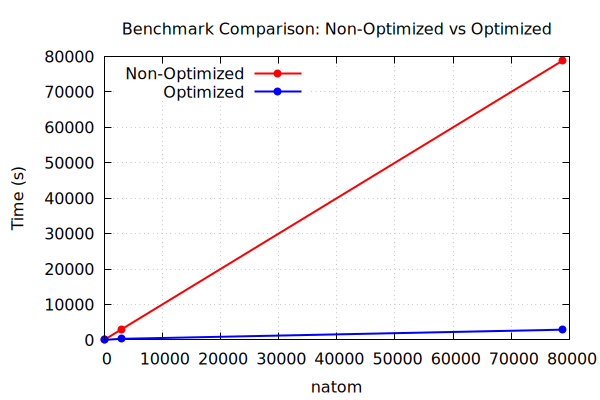 Benchmark Comparison: Non-Optimized vs Optimized
80000
70000
60000
50000
40000
30000
20000
10000
0
Time (s)
Non-Optimized
Optimized
0 10000 20000 30000 40000 50000 60000 70000 80000
natom